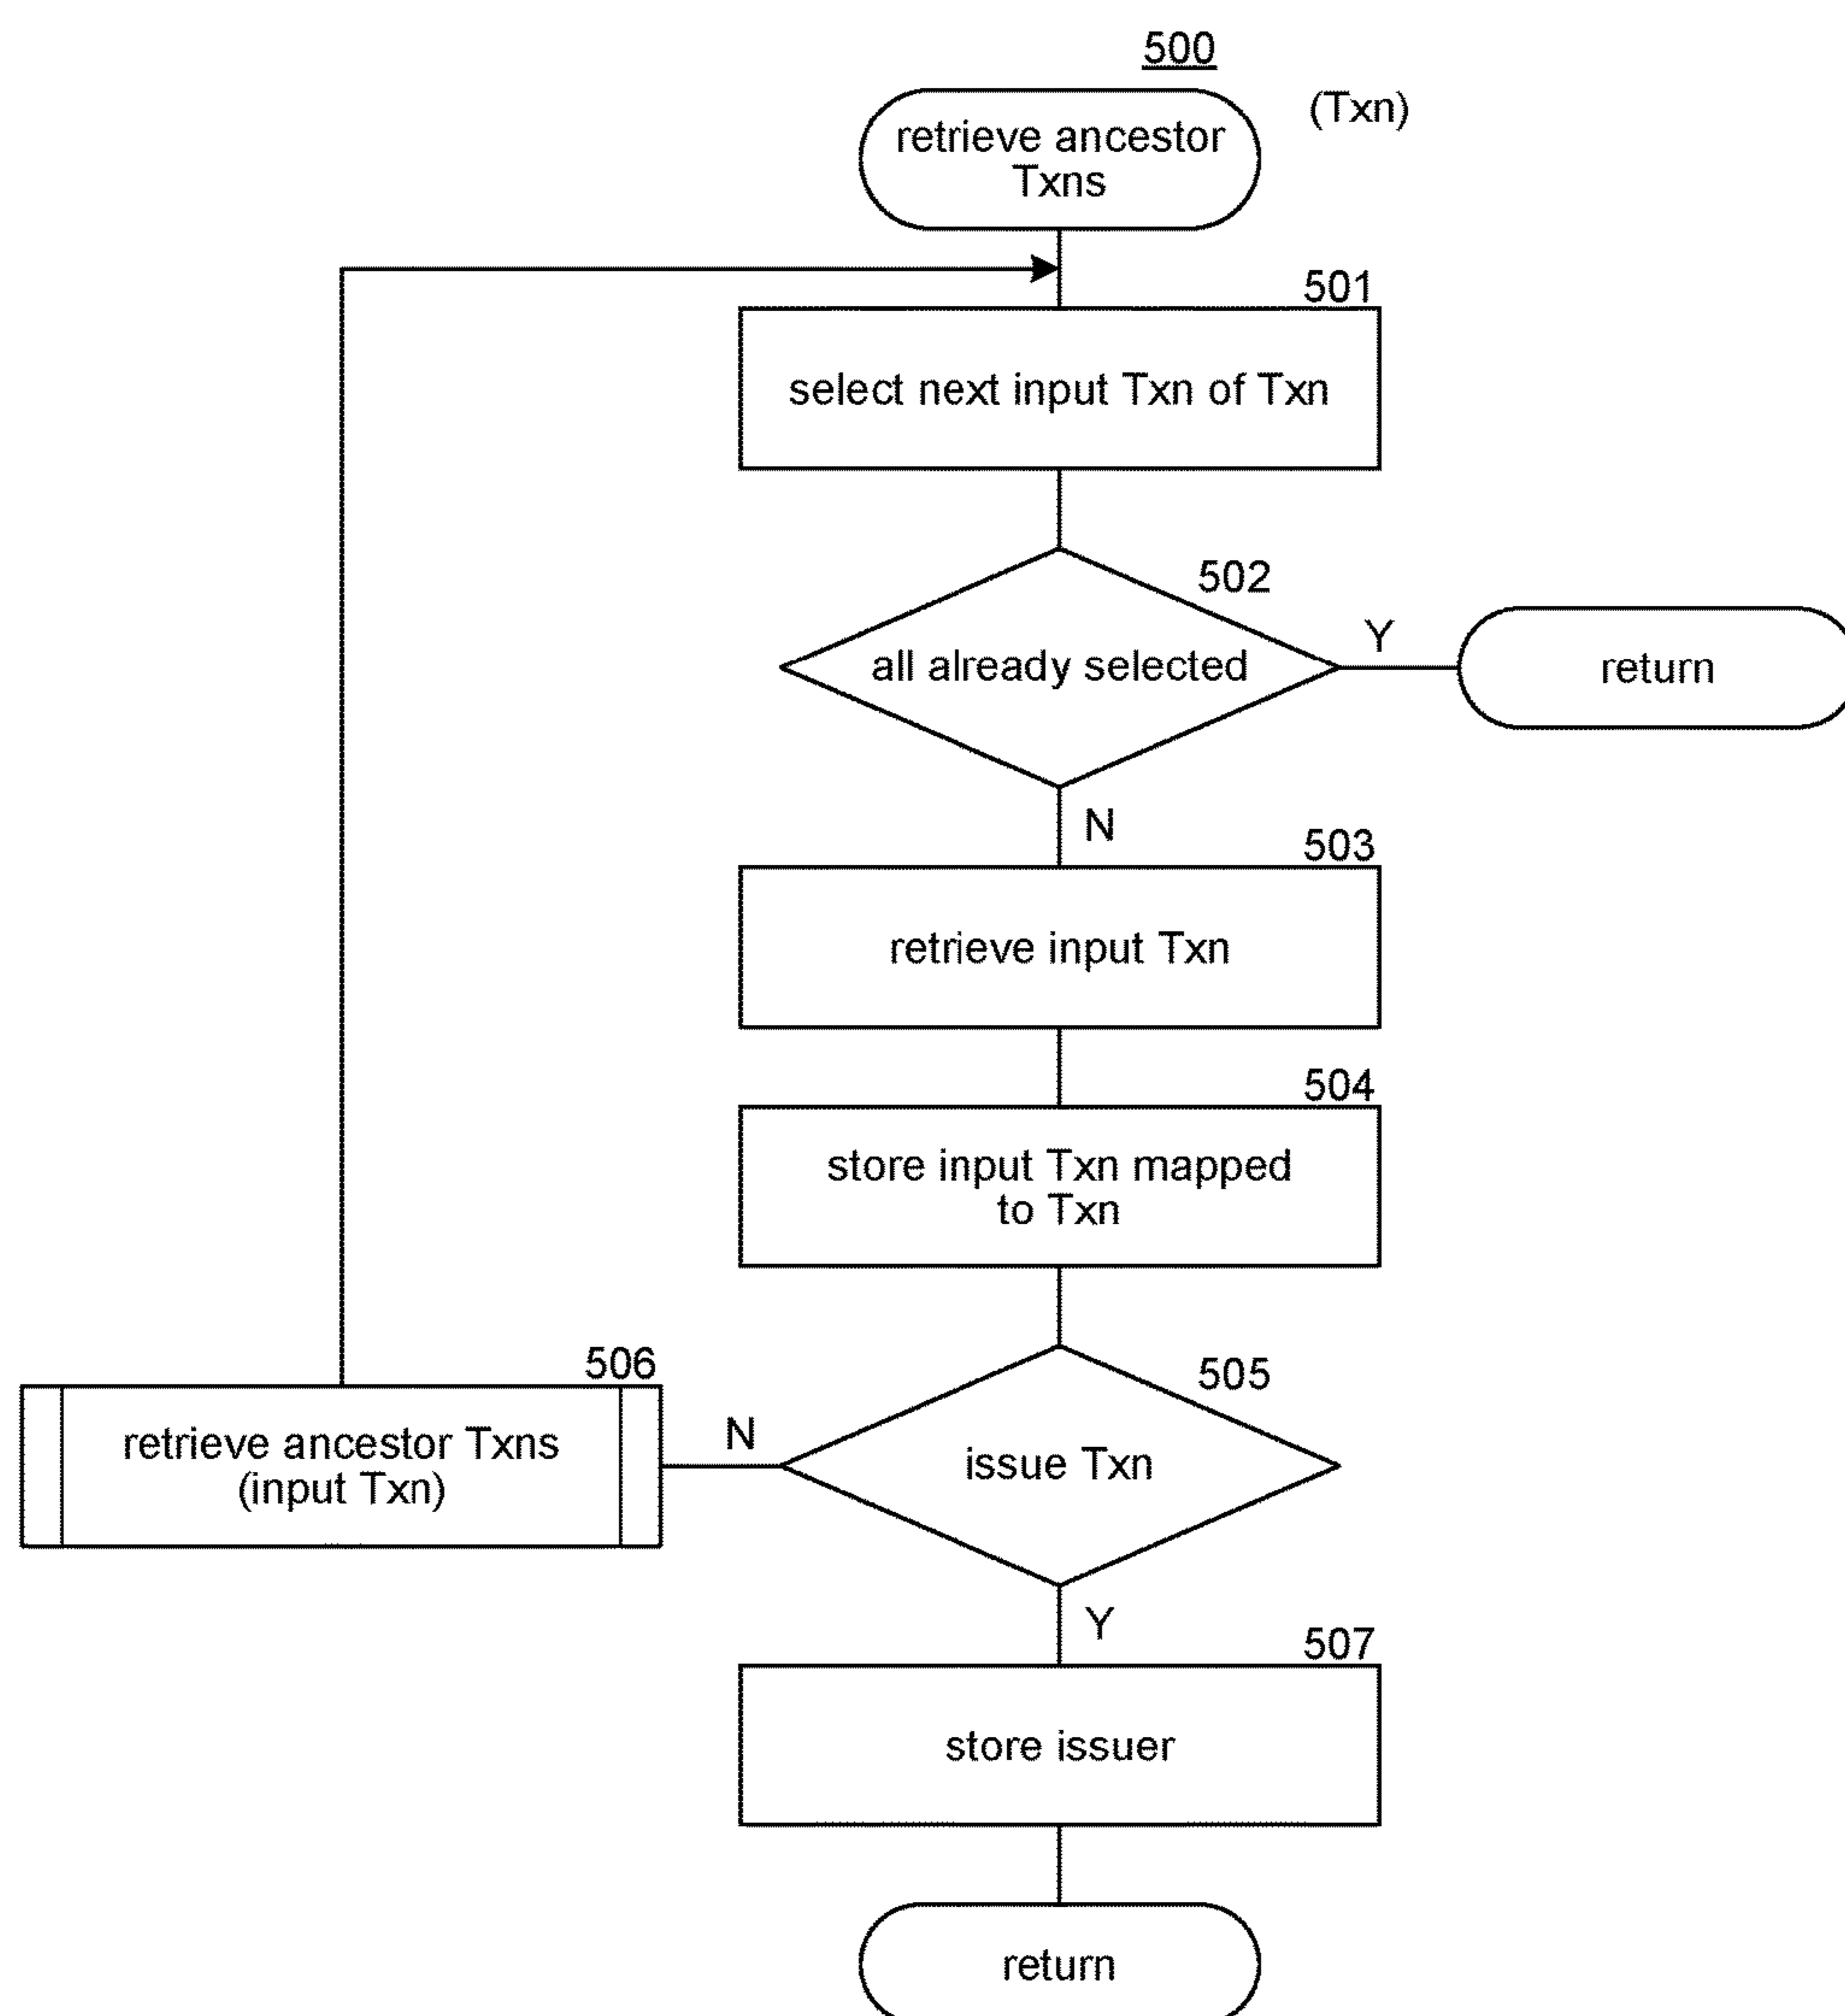 500
(Txn)
retrieve ancestor
Txns
501
select next input Txn of Txn
502
all already selected
Y
return
N
503
retrieve input Txn
504
store input Txn mapped
to Txn
505
issue Txn
N
506
retrieve ancestor Txns
(input Txn)
Y
507
store issuer
return